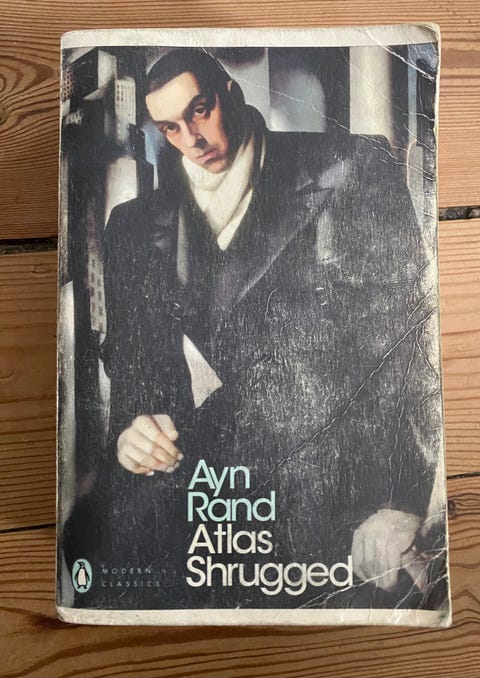 Ayn
Rand
Atlas
Shrugged
MODERN
CLASSICS